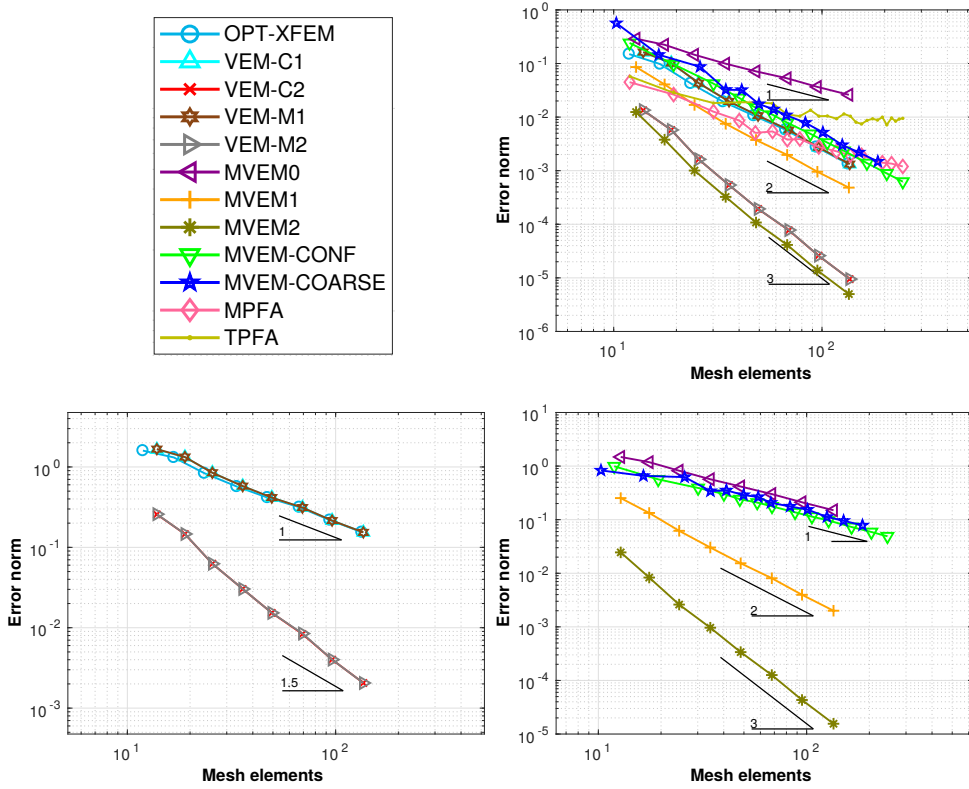 OPT-XFEM
VEM-C1
VEM-C2
VEM-M1
VEM-M2
MVEM0
MVEM1
MVEM2
MVEM-CONF
MVEM-COARSE
MPFA
TPFA
Error norm
10^0
10^-1
10^-2
10^-3
10^-4
10^-5
10^-6
1
2
3
10^1
10^2
Mesh elements
Error norm
10^0
10^-1
10^-2
10^-3
1
1.5
10^1
10^2
Mesh elements
Error norm
10^1
10^0
10^-1
10^-2
10^-3
10^-4
10^-5
1
2
3
10^1
10^2
Mesh elements